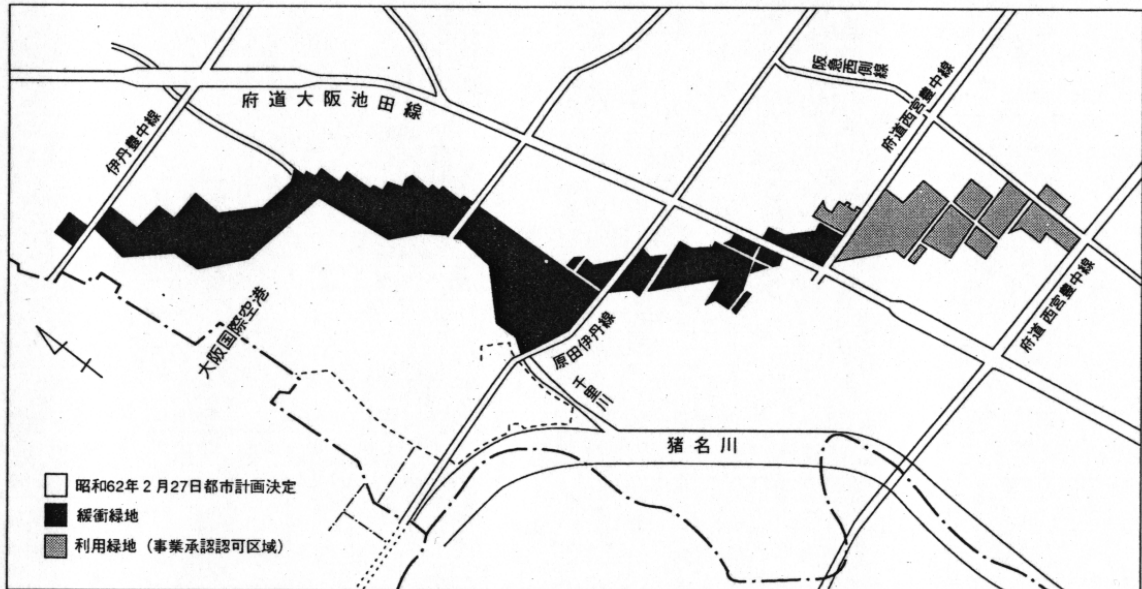 府道大阪池田線
伊丹豊中線
阪急西側線
府道西宮豊中線
府道西宮豊中線
大阪国際空港
原田伊丹線
千里川
猪名川
昭和62年2月27日都市計画決定
緩衝緑地
利用緑地（事業承認認可区域）